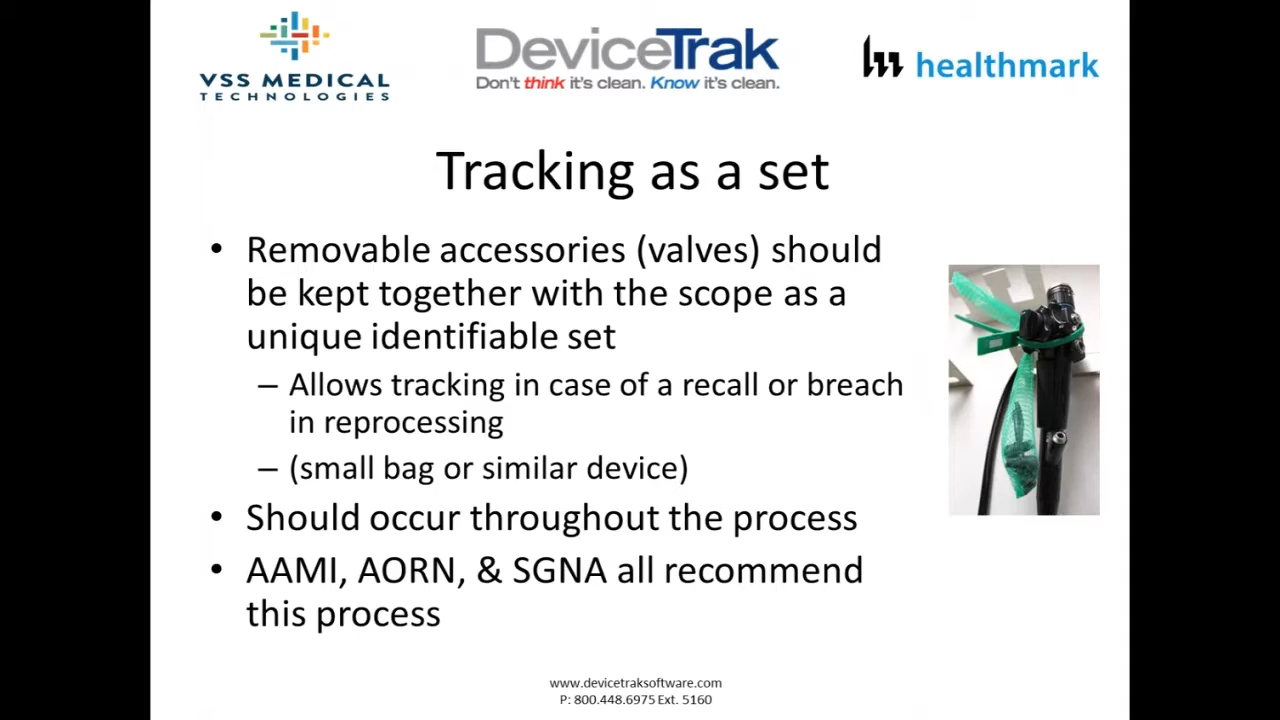 VSS MEDICAL
TECHNOLOGIES
DeviceTrak
Don't think it's clean. Know it's clean.
healthmark
Tracking as a set
• Removable accessories (valves) should
be kept together with the scope as a
unique identifiable set
– Allows tracking in case of a recall or breach
in reprocessing
– (small bag or similar device)
• Should occur throughout the process
• AAMI, AORN, & SGNA all recommend
this process
www.devicetraksoftware.com
P: 800.448.6975 Ext. 5160